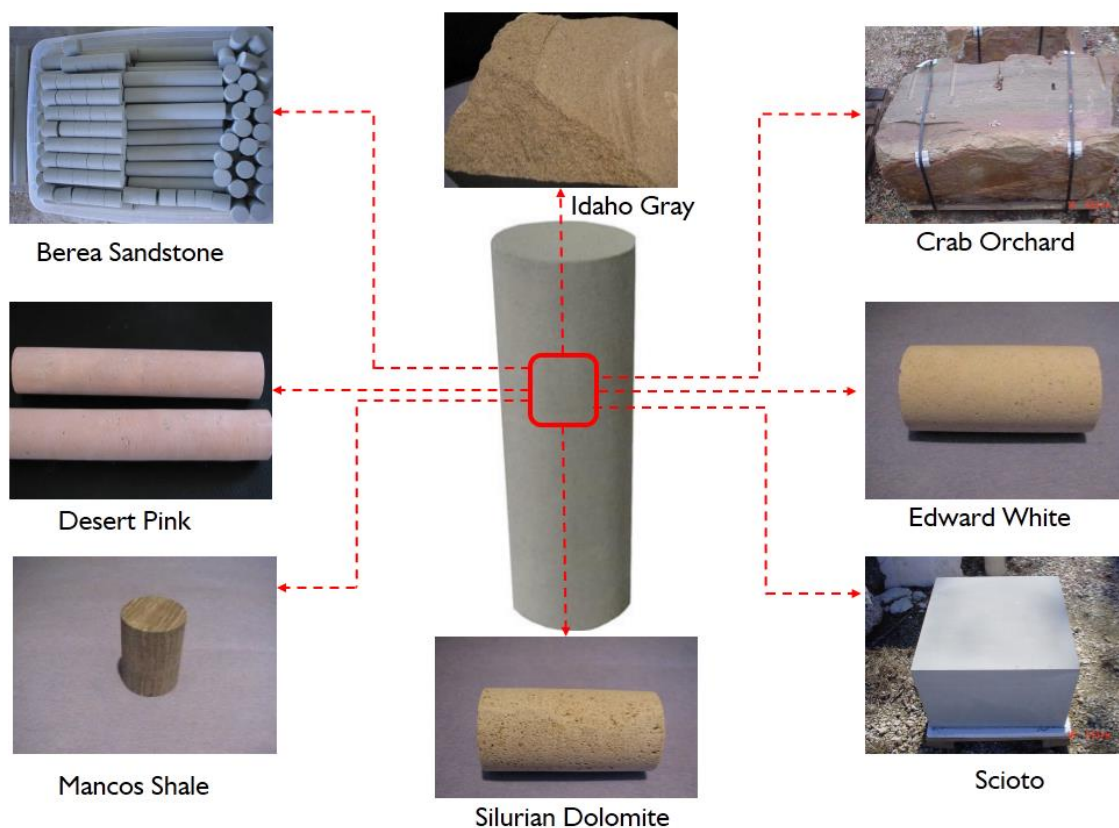 Idaho Gray
Berea Sandstone
Crab Orchard
Desert Pink
Edward White
Mancos Shale
Silurian Dolomite
Scioto